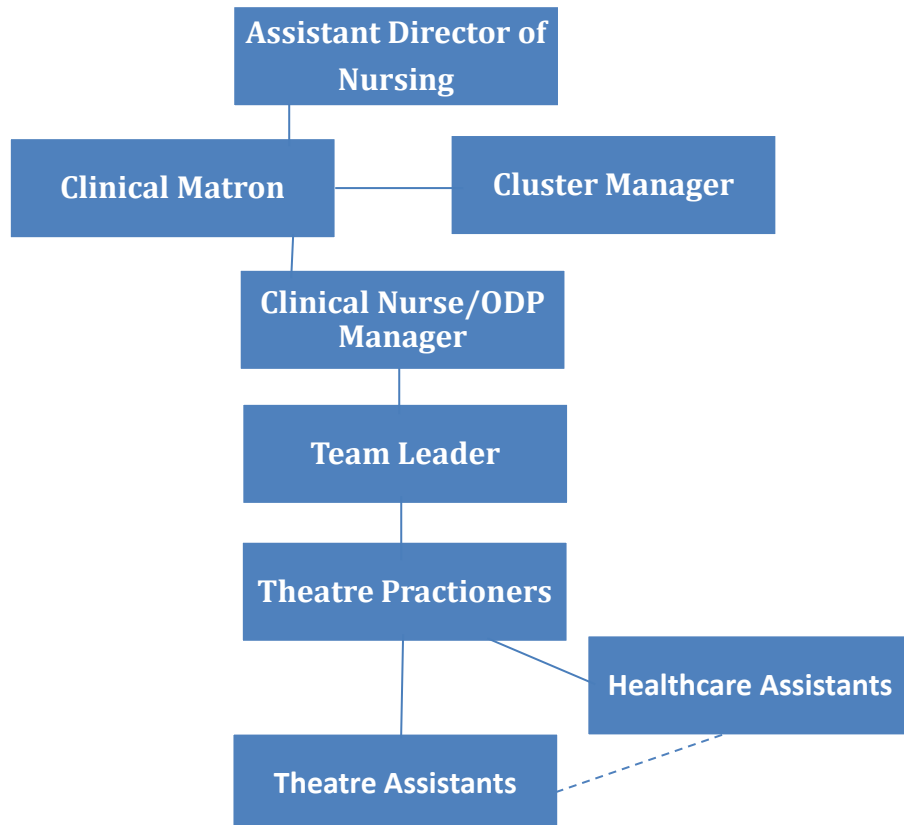 Assistant Director of
Nursing
Clinical Matron
Cluster Manager
Clinical Nurse/ODP
Manager
Team Leader
Theatre Practioners
Healthcare Assistants
Theatre Assistants